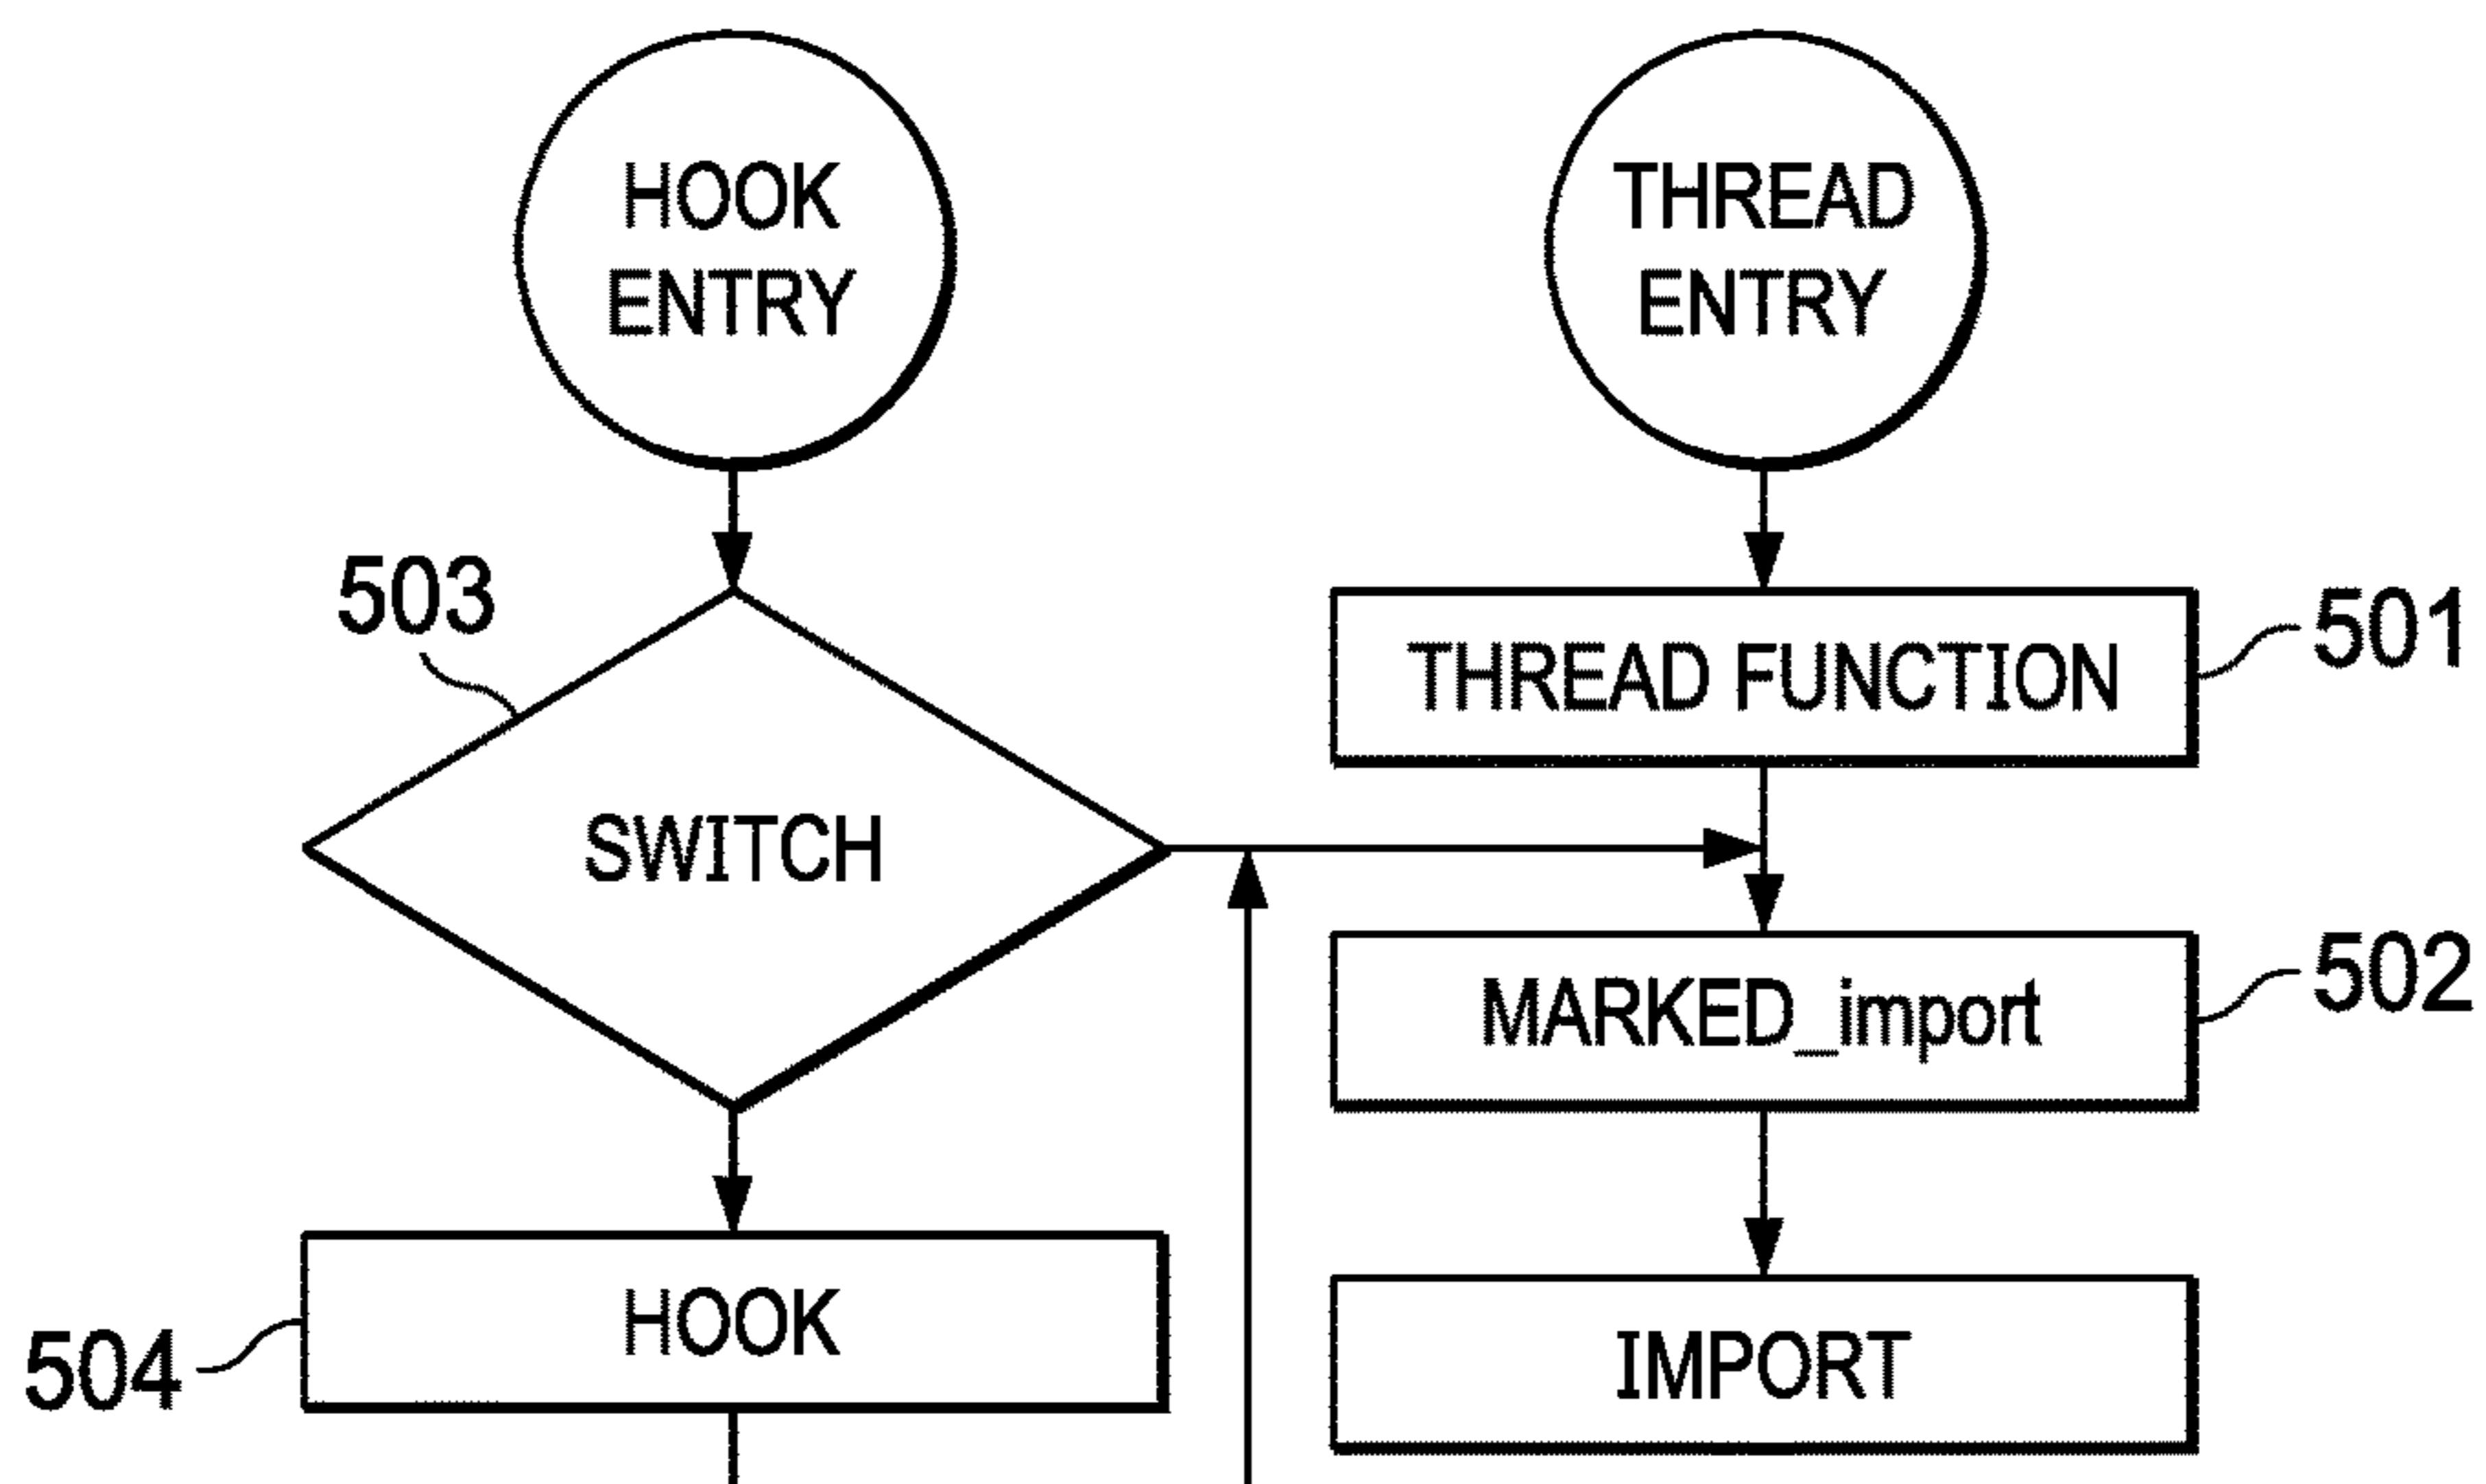 HOOK
ENTRY
THREAD
ENTRY
503
501
THREAD FUNCTION
SWITCH
502
MARKED_import
HOOK
504
IMPORT